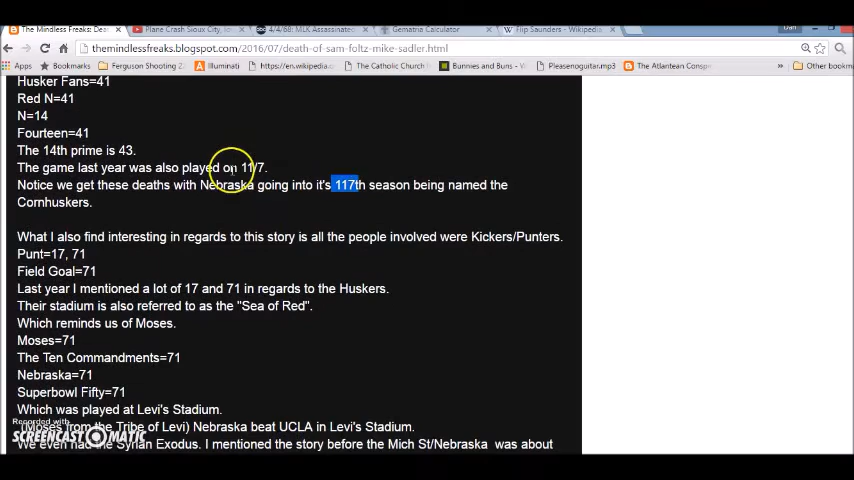 The Mindless Freaks: Dea
Plane Crash Sioux City, Io
4/4/68: MLK Assassinated
Gematria Calculator
Flip Saunders - Wikipedia
Dan
themindlessfreaks.blogspot.com/2016/07/death-of-sam-foltz-mike-sadler.html
Apps
Bookmarks
Ferguson Shooting 22
Illuminati
https://en.wikipedia.
The Catholic Church
Bunnies and Buns - W
Pleasenoguitar.mp3
The Atlantean Consp
Other bookm
Husker Fans=41
Red N=41
N=14
Fourteen=41
The 14th prime is 43.
The game last year was also played on 11/7.
Notice we get these deaths with Nebraska going into it's 117th season being named the
Cornhuskers.
What I also find interesting in regards to this story is all the people involved were Kickers/Punters.
Punt=17, 71
Field Goal=71
Last year I mentioned a lot of 17 and 71 in regards to the Huskers.
Their stadium is also referred to as the "Sea of Red".
Which reminds us of Moses.
Moses=71
The Ten Commandments=71
Nebraska=71
Superbowl Fifty=71
Which was played at Levi's Stadium.
(Moses from the Tribe of Levi) Nebraska beat UCLA in Levi's Stadium.
We even had the Syrian Exodus. I mentioned the story before the Mich St/Nebraska was about
Recorded with
SCREENCAST MATIC